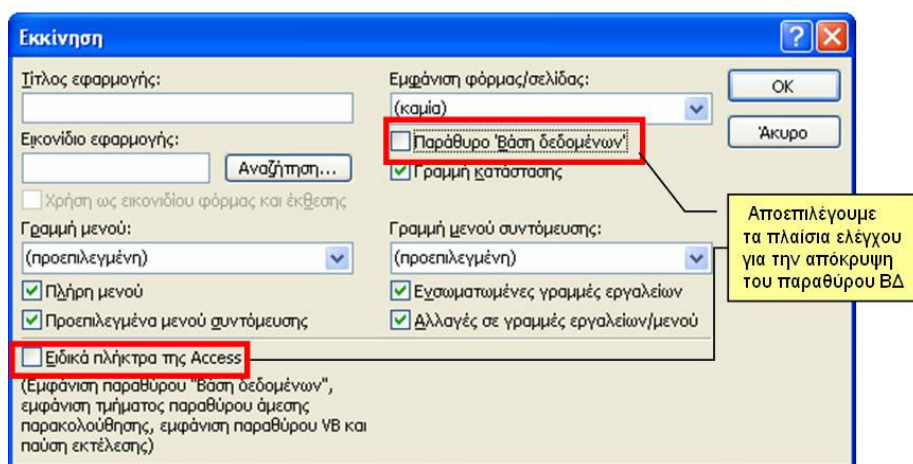 Εκκίνηση
Τίτλος εφαρμογής:
Εικονίδιο εφαρμογής:
Αναζήτηση...
Χρήση ως εικονιδίου φόρμας και έκθεσης
Γραμμή μενού:
(προεπιλεγμένη)
Πλήρη μενού
Προεπιλεγμένα μενού συντόμευσης
Εμφάνιση φόρμας/σελίδας:
(καμία)
Παράθυρο 'Βάση δεδομένων'
Γραμμή κατάστασης
Γραμμή μενού συντόμευσης:
(προεπιλεγμένη)
Ενσωματωμένες γραμμές εργαλείων
Αλλαγές σε γραμμές εργαλείων/μενού
OK
Άκυρο
Ειδικά πλήκτρα της Access
(Εμφάνιση παραθύρου "Βάση δεδομένων",
εμφάνιση τμήματος παραθύρου άμεσης
παρακολούθησης, εμφάνιση παραθύρου VB και
παύση εκτέλεσης)
Αποεπιλέγουμε
τα πλαίσια ελέγχου
για την απόκρυψη
του παραθύρου ΒΔ